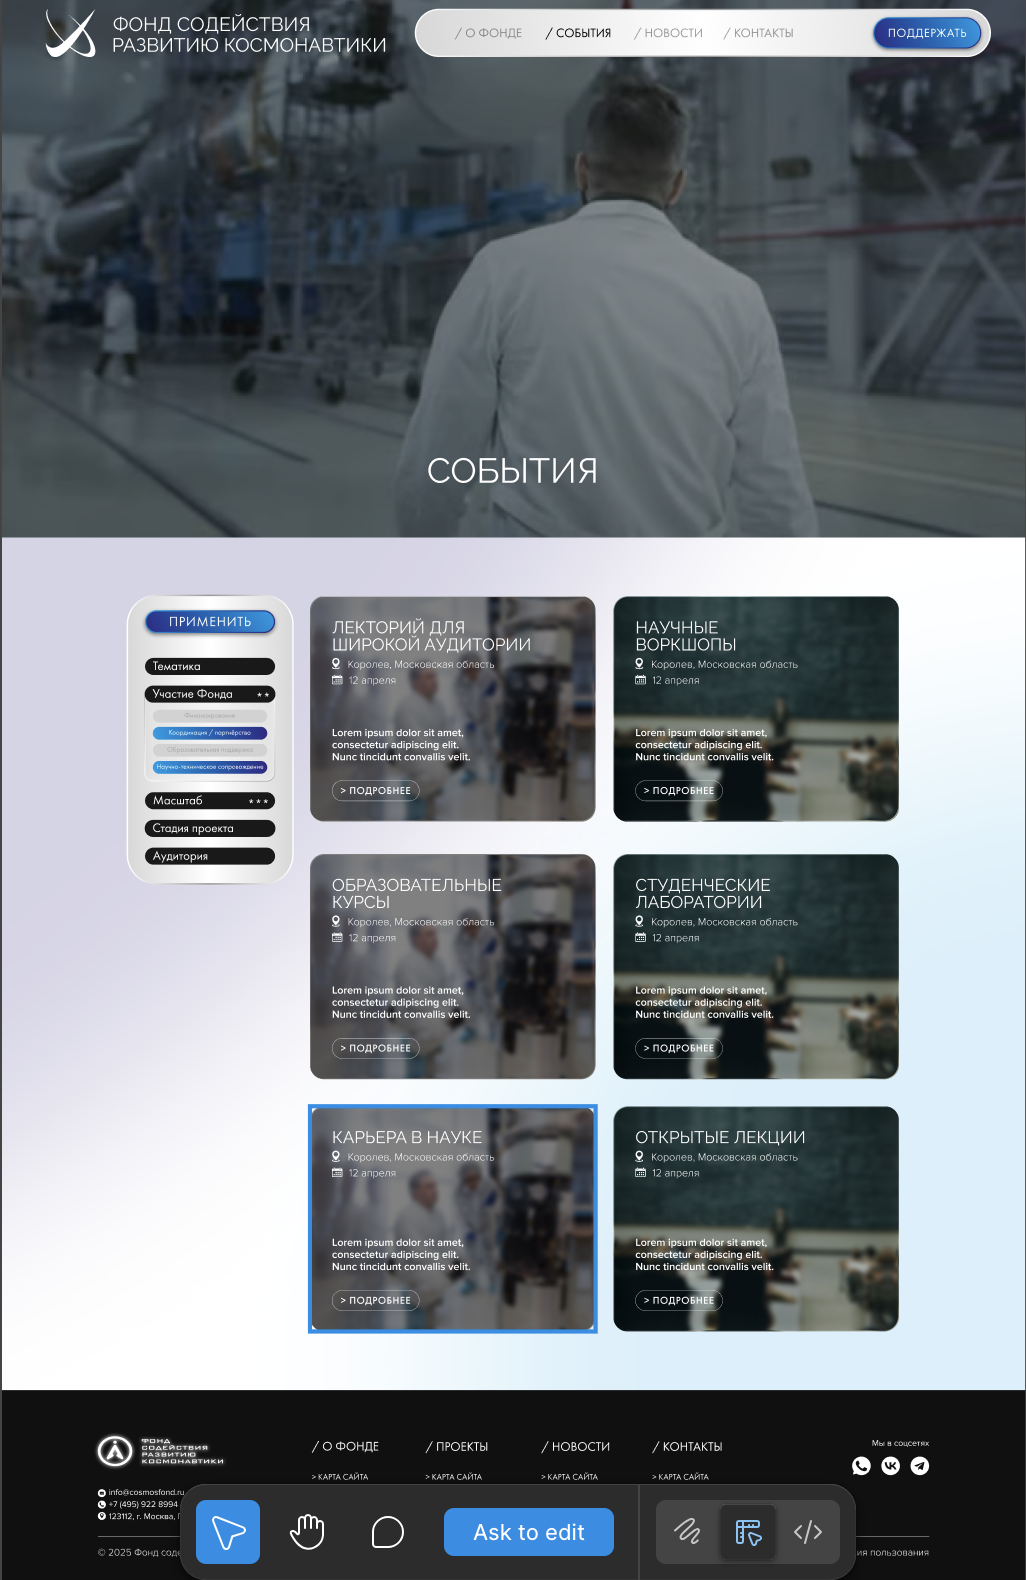 ФОНД СОДЕЙСТВИЯ
РАЗВИТИЮ КОСМОНАВТИКИ
/ О ФОНДЕ / СОБЫТИЯ / НОВОСТИ / КОНТАКТЫ
ПОДДЕРЖАТЬ
СОБЫТИЯ
ПРИМЕНИТЬ
Тематика
Участие Фонда **
Финансирование
Координация / партнёрство
Образовательная поддержка
Научно-техническое сопровождение
Масштаб ***
Стадия проекта
Аудитория
ЛЕКТОРИЙ ДЛЯ
ШИРОКОЙ АУДИТОРИИ
Королев, Московская область
12 апреля
Lorem ipsum dolor sit amet,
consectetur adipiscing elit.
Nunc tincidunt convallis velit.
> ПОДРОБНЕЕ
НАУЧНЫЕ
ВОРКШОПЫ
Королев, Московская область
12 апреля
Lorem ipsum dolor sit amet,
consectetur adipiscing elit.
Nunc tincidunt convallis velit.
> ПОДРОБНЕЕ
ОБРАЗОВАТЕЛЬНЫЕ
КУРСЫ
Королев, Московская область
12 апреля
Lorem ipsum dolor sit amet,
consectetur adipiscing elit.
Nunc tincidunt convallis velit.
> ПОДРОБНЕЕ
СТУДЕНЧЕСКИЕ
ЛАБОРАТОРИИ
Королев, Московская область
12 апреля
Lorem ipsum dolor sit amet,
consectetur adipiscing elit.
Nunc tincidunt convallis velit.
> ПОДРОБНЕЕ
КАРЬЕРА В НАУКЕ
Королев, Московская область
12 апреля
Lorem ipsum dolor sit amet,
consectetur adipiscing elit.
Nunc tincidunt convallis velit.
> ПОДРОБНЕЕ
ОТКРЫТЫЕ ЛЕКЦИИ
Королев, Московская область
12 апреля
Lorem ipsum dolor sit amet,
consectetur adipiscing elit.
Nunc tincidunt convallis velit.
> ПОДРОБНЕЕ
ФОНД
СОДЕЙСТВИЯ
РАЗВИТИЮ
КОСМОНАВТИКИ
info@cosmosfond.ru
+7 (495) 922 8994
123112, г. Москва,
/ О ФОНДЕ / ПРОЕКТЫ / НОВОСТИ / КОНТАКТЫ
> КАРТА САЙТА > КАРТА САЙТА > КАРТА САЙТА > КАРТА САЙТА
Мы в соцсетях
© 2025 Фонд
пользования
Ask to edit